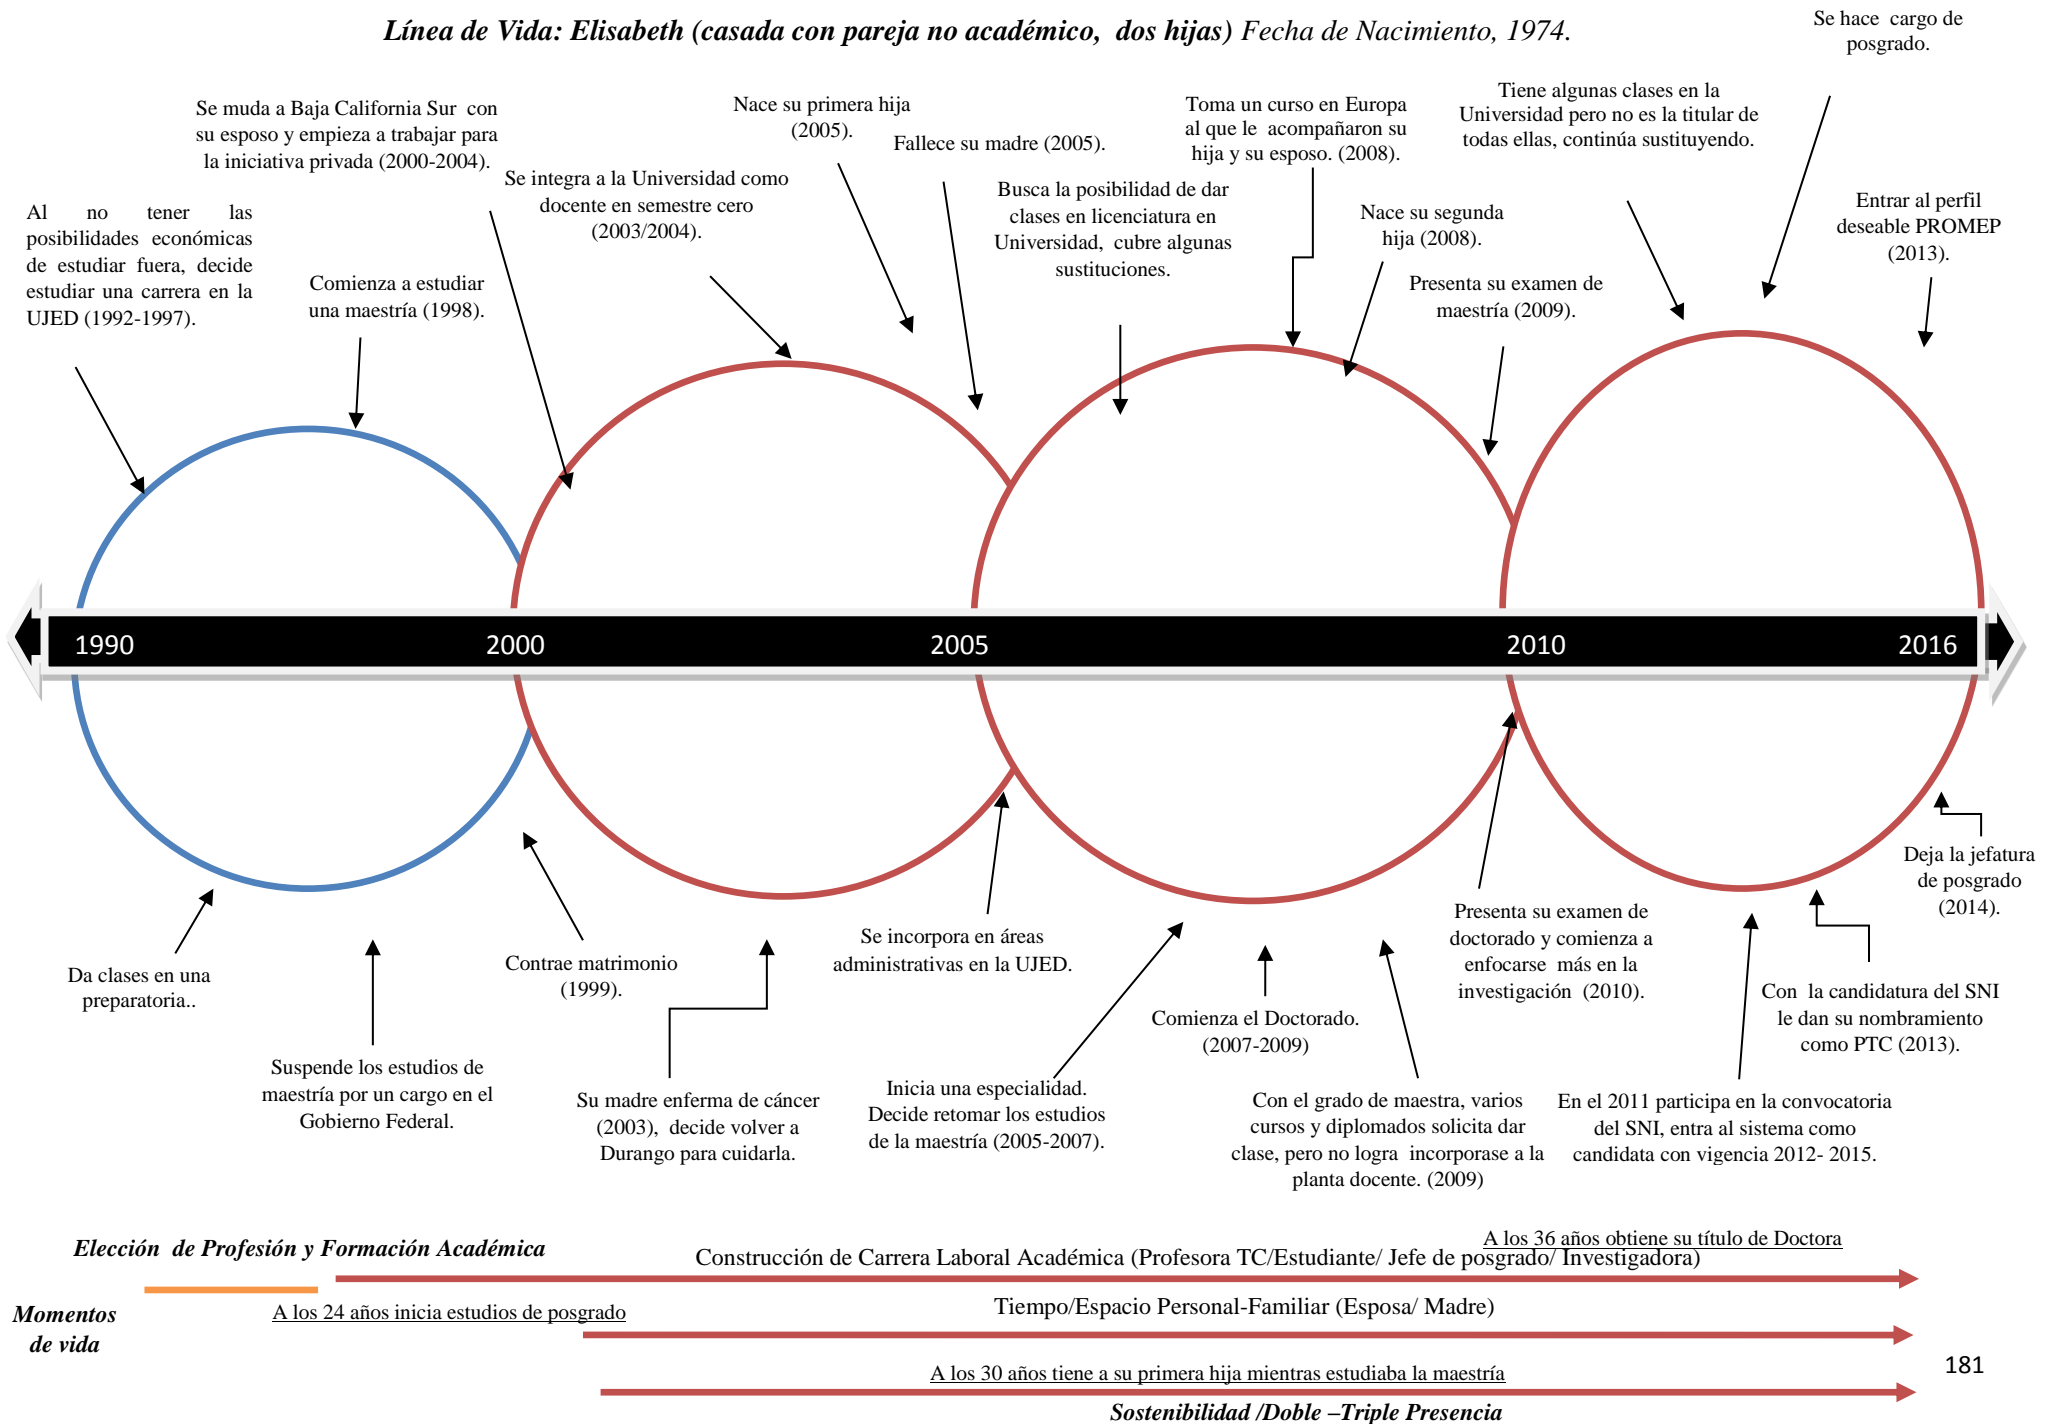 Línea de Vida: Elisabeth (casada con pareja no académico, dos hijas) Fecha de Nacimiento, 1974.
Se hace cargo de
posgrado.
Se muda a Baja California Sur con
su esposo y empieza a trabajar para
la iniciativa privada (2000-2004).
Nace su primera hija
(2005).
Fallece su madre (2005).
Toma un curso en Europa
al que le acompañaron su
hija y su esposo. (2008).
Tiene algunas clases en la
Universidad pero no es la titular de
todas ellas, continúa sustituyendo.
Al no tener las
posibilidades económicas
de estudiar fuera, decide
estudiar una carrera en la
UJED (1992-1997).
Comienza a estudiar
una maestría (1998).
Se integra a la Universidad como
docente en semestre cero
(2003/2004).
Busca la posibilidad de dar
clases en licenciatura en
Universidad, cubre algunas
sustituciones.
Nace su segunda
hija (2008).
Presenta su examen de
maestría (2009).
Entrar al perfil
deseable PROMEP
(2013).
1990
2000
2005
2010
2016
Da clases en una
preparatoria..
Suspende los estudios de
maestría por un cargo en el
Gobierno Federal.
Contrae matrimonio
(1999).
Su madre enferma de cáncer
(2003), decide volver a
Durango para cuidarla.
Se incorpora en áreas
administrativas en la UJED.
Inicia una especialidad.
Decide retomar los estudios
de la maestría (2005-2007).
Comienza el Doctorado.
(2007-2009)
Con el grado de maestra, varios
cursos y diplomados solicita dar
clase, pero no logra incorporase a la
planta docente. (2009)
Presenta su examen de
doctorado y comienza a
enfocarse más en la
investigación (2010).
En el 2011 participa en la convocatoria
del SNI, entra al sistema como
candidata con vigencia 2012- 2015.
Con la candidatura del SNI
le dan su nombramiento
como PTC (2013).
Deja la jefatura
de posgrado
(2014).
Elección de Profesión y Formación Académica
A los 36 años obtiene su título de Doctora
Construcción de Carrera Laboral Académica (Profesora TC/Estudiante/ Jefe de posgrado/ Investigadora)
Momentos
de vida
A los 24 años inicia estudios de posgrado
Tiempo/Espacio Personal-Familiar (Esposa/ Madre)
A los 30 años tiene a su primera hija mientras estudiaba la maestría
181
Sostenibilidad /Doble –Triple Presencia